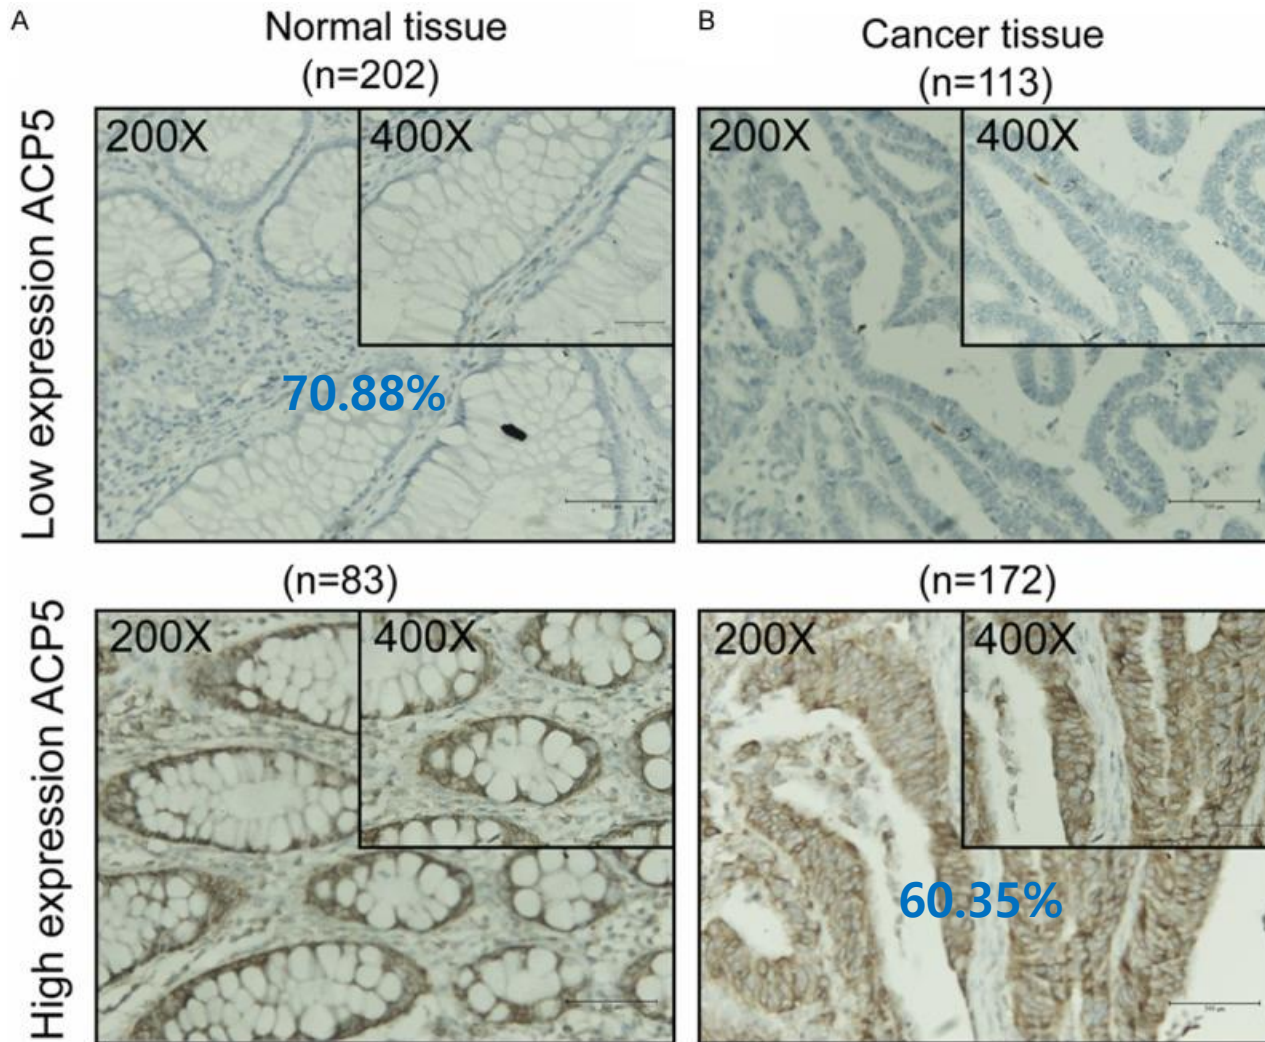 A
Normal tissue
(n=202)
B
Cancer tissue
(n=113)
Low expression ACP5
200X
400X
70.88%
200X
400X
(n=83)
(n=172)
High expression ACP5
200X
400X
200X
400X
60.35%